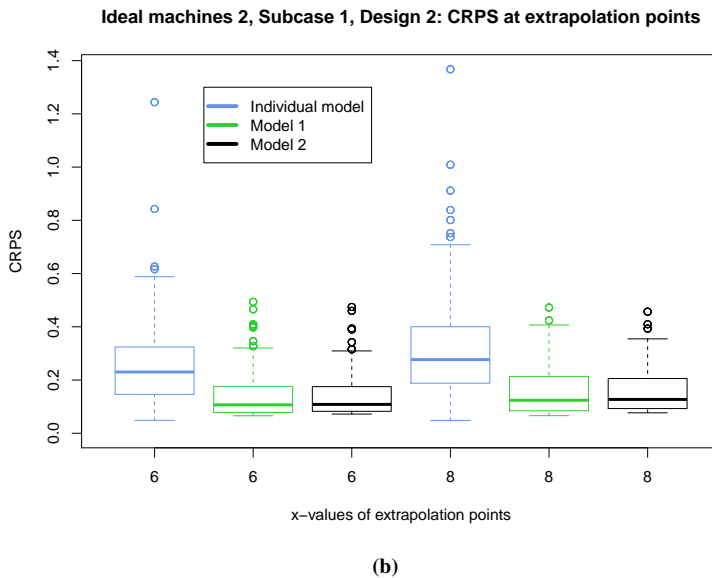 Ideal machines 2, Subcase 1, Design 2: CRPS at extrapolation points
1.4
1.2
1.0
0.8
0.6
0.4
0.2
0.0
CRPS
Individual model
Model 1
Model 2
6 6 6 8 8 8
x−values of extrapolation points
(b)